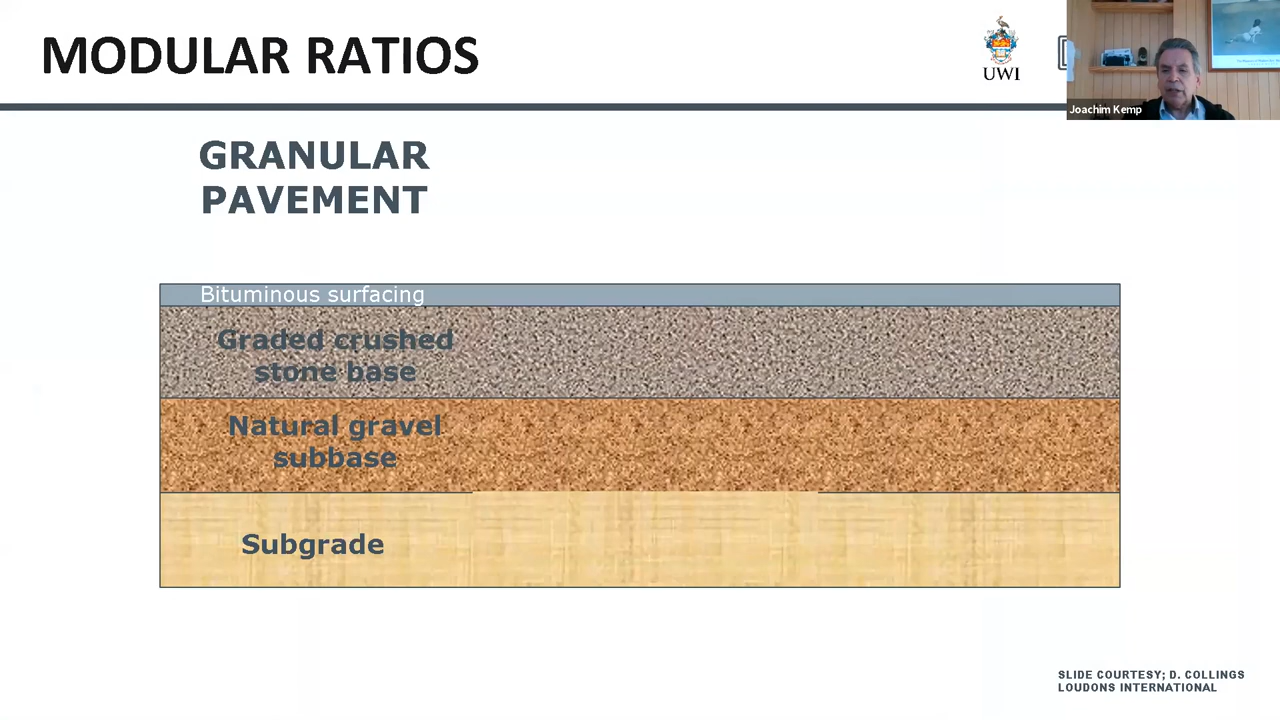 MODULAR RATIOS
UWI
Joachim Kemp
GRANULAR
PAVEMENT
Bituminous surfacing
Graded crushed
stone base
Natural gravel
subbase
Subgrade
SLIDE COURTESY; D. COLLINGS
LOUDONS INTERNATIONAL